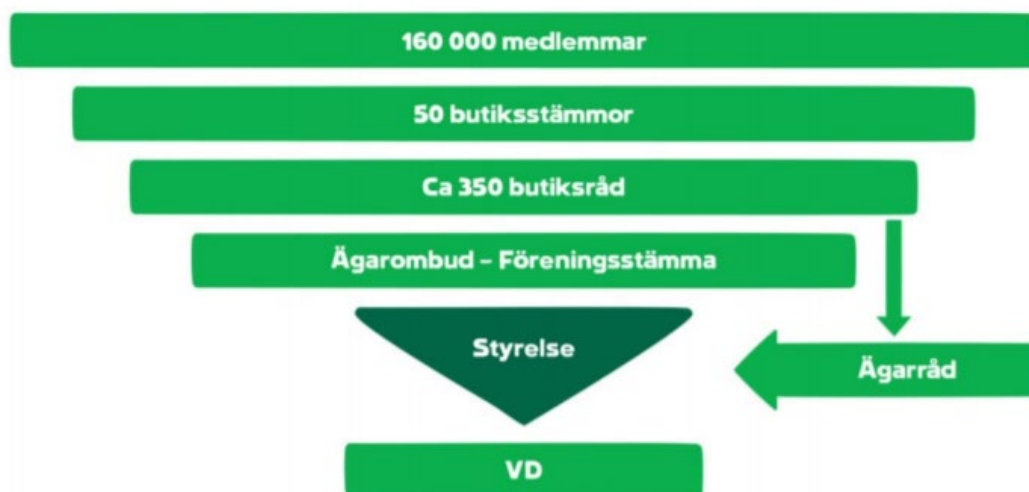 160 000 medlemmar
50 butiksstämmor
Ca 350 butiksråd
Ägarombud – Föreningsstämma
Styrelse
Ägarråd
VD